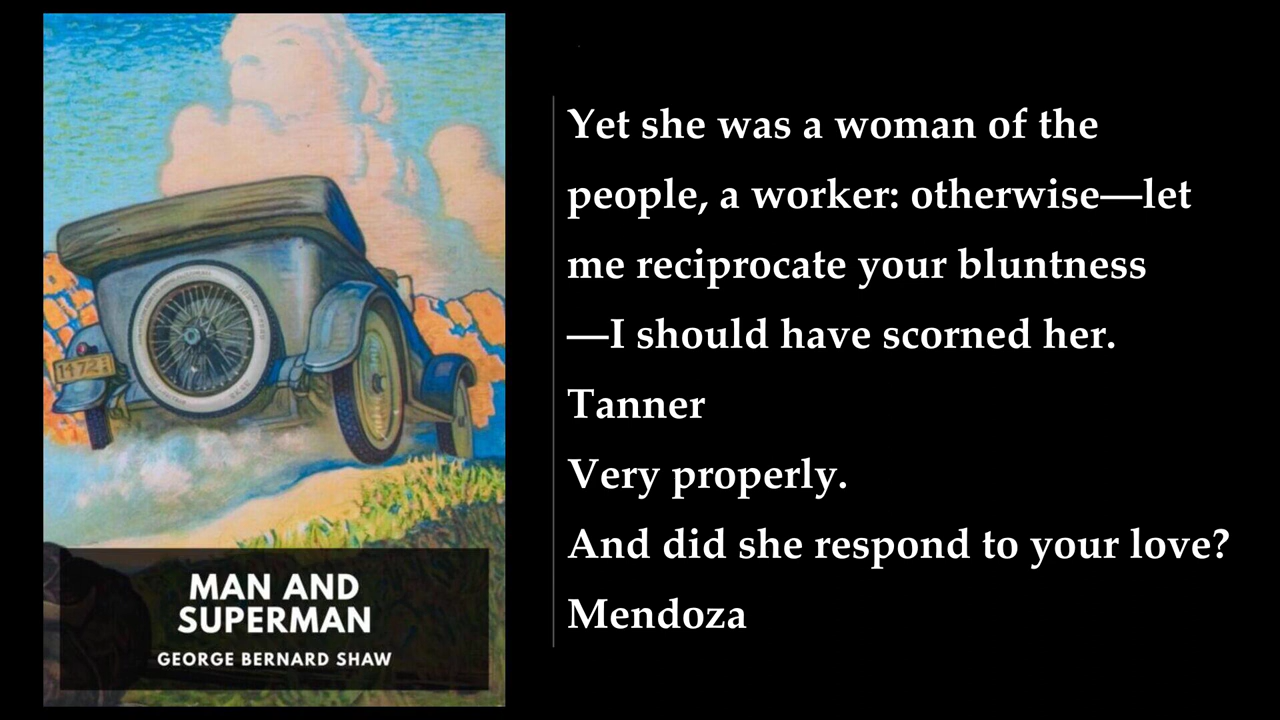 Yet she was a woman of the
people, a worker: otherwise—let
me reciprocate your bluntness
—I should have scorned her.
Tanner
Very properly.
And did she respond to your love?
Mendoza
1472
MAN AND
SUPERMAN
GEORGE BERNARD SHAW